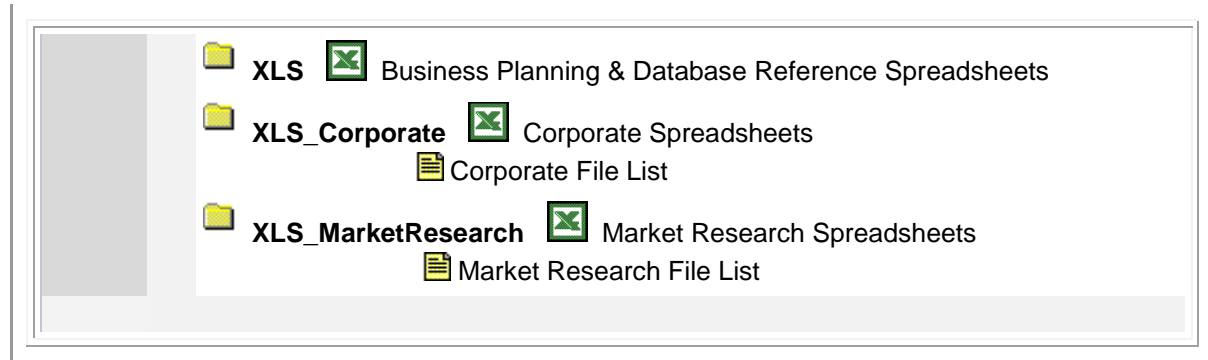 XLS Business Planning & Database Reference Spreadsheets
XLS_Corporate Corporate Spreadsheets
Corporate File List
XLS_MarketResearch Market Research Spreadsheets
Market Research File List